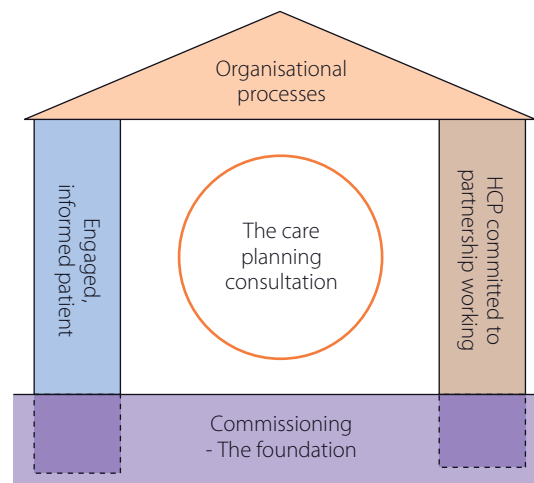 Organisational
processes
Engaged,
informed patient
The care
planning
consultation
HCP committed to
partnership working
Commissioning
- The foundation